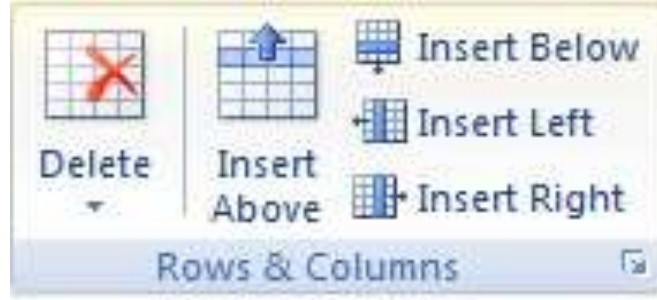 Delete
Insert
Above
Insert Below
Insert Left
Insert Right
Rows & Columns